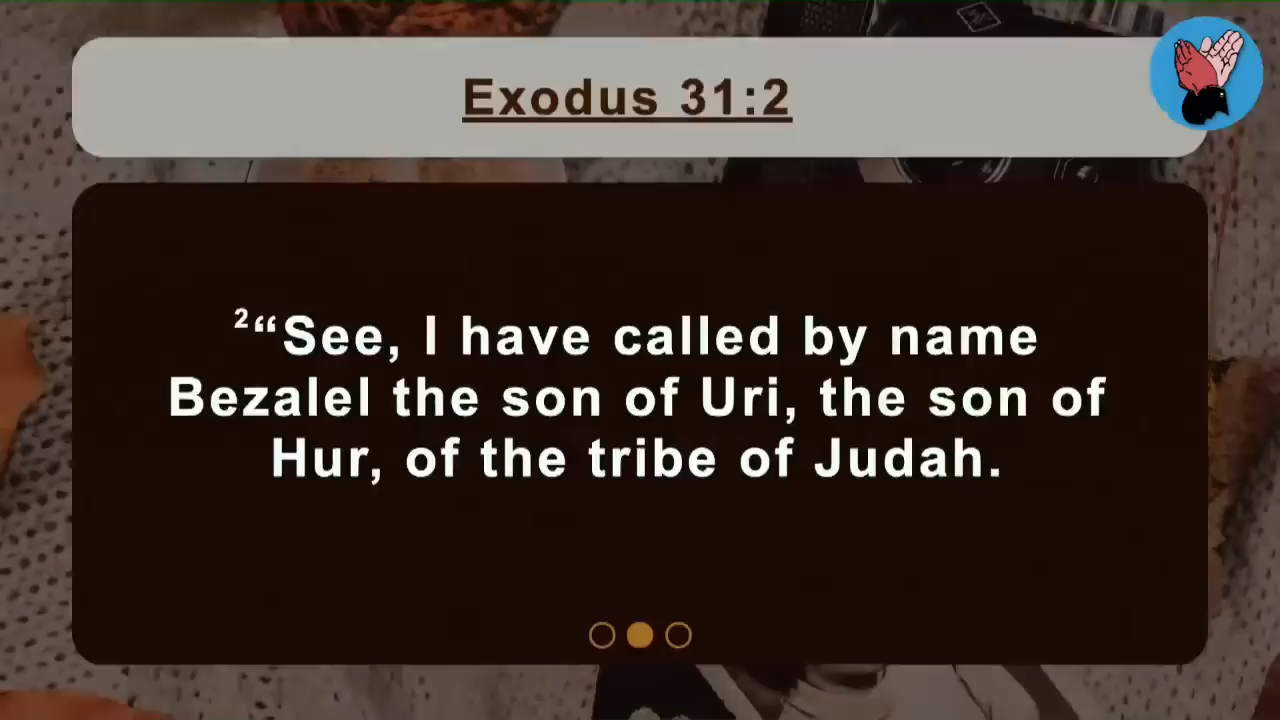 Exodus 31:2
²“See, I have called by name
Bezalel the son of Uri, the son of
Hur, of the tribe of Judah.